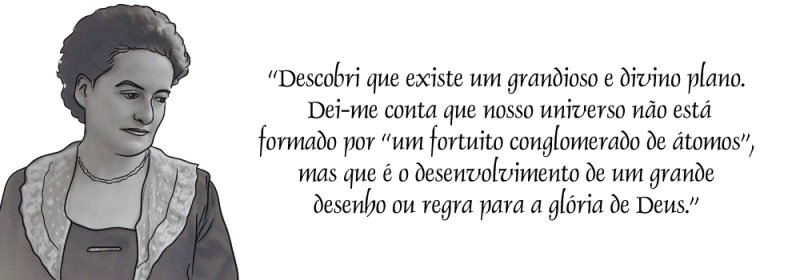 “Descobri que existe um grandioso e divino plano.
Dei-me conta que nosso universo não está
formado por “um fortuito conglomerado de átomos”,
mas que é o desenvolvimento de um grande
desenho ou regra para a glória de Deus.”